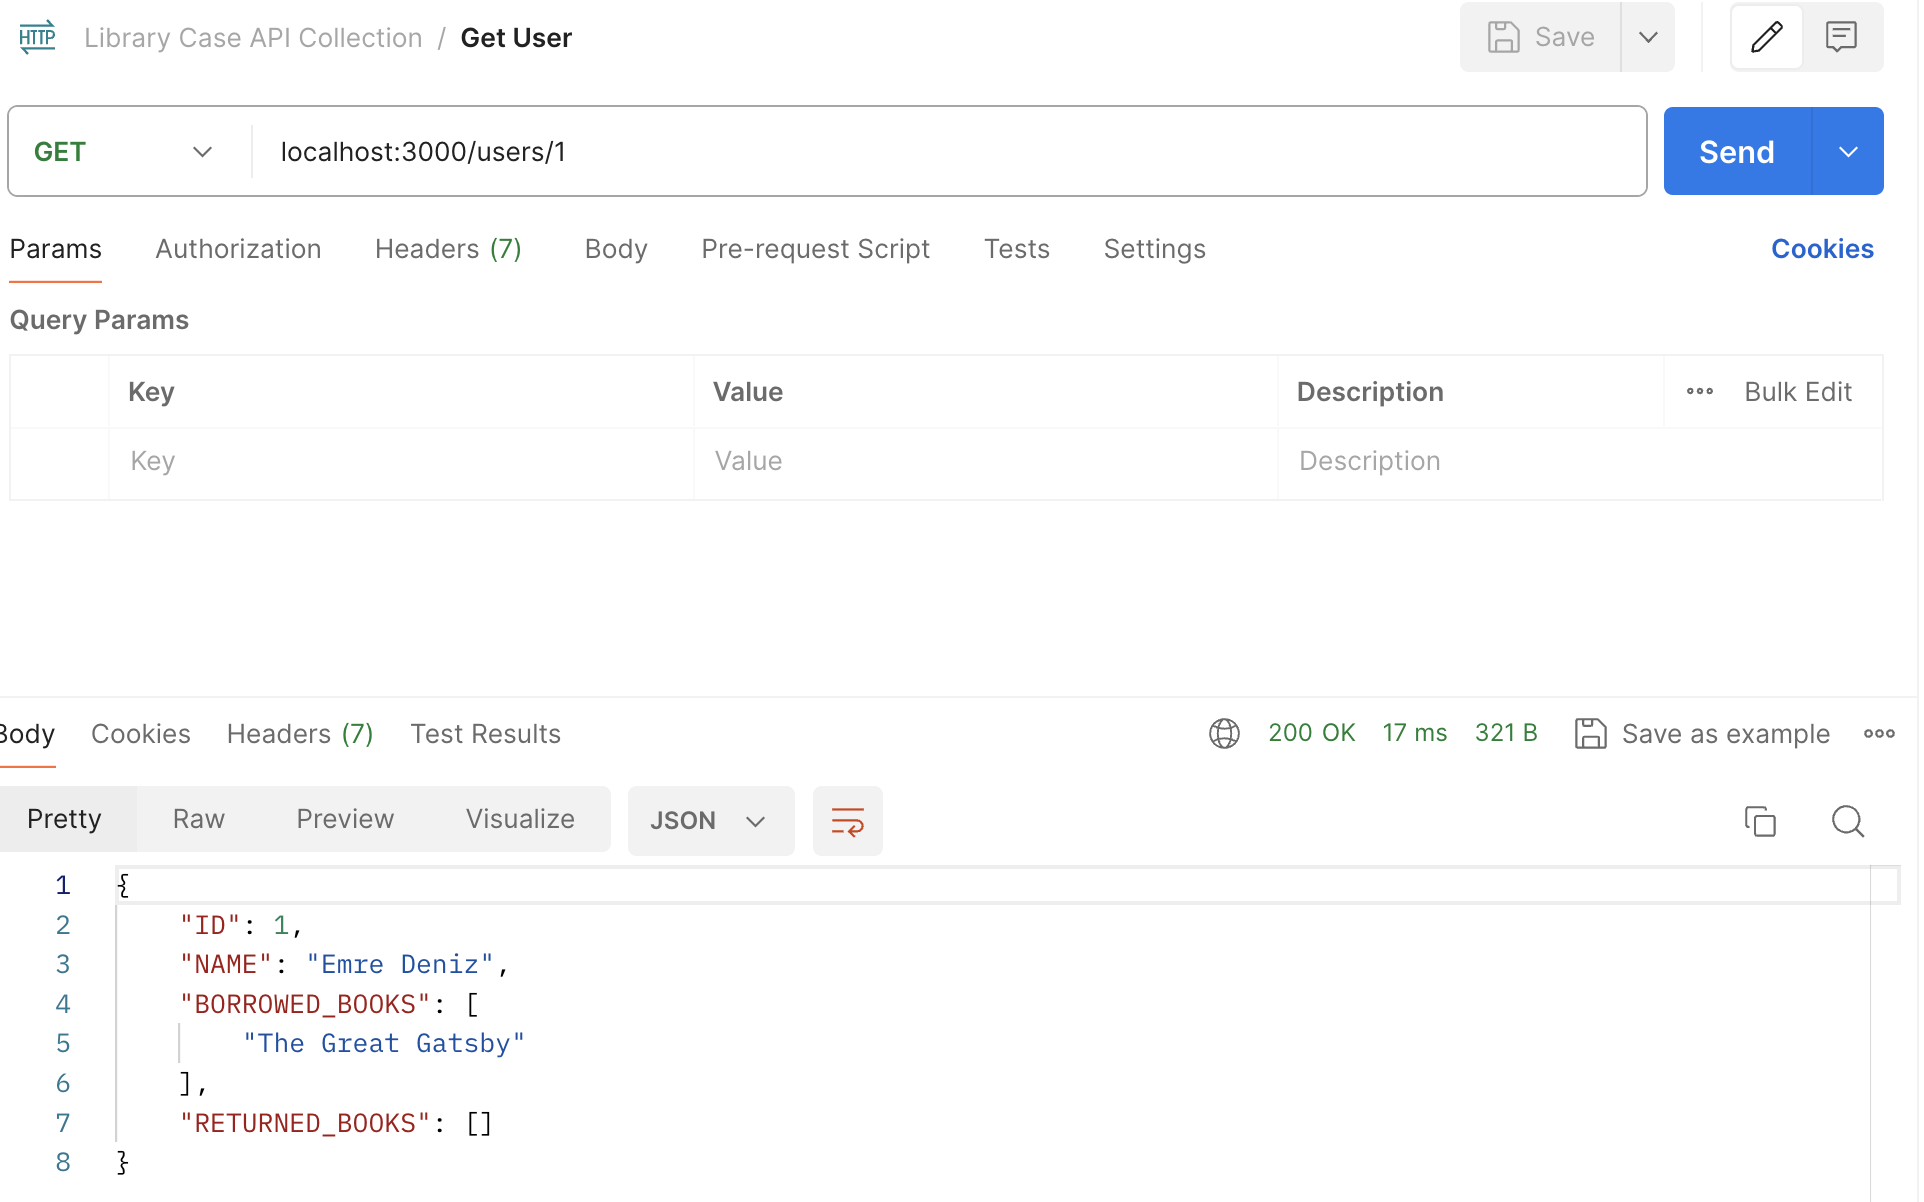 HTTP Library Case API Collection / Get User Save
GET localhost:3000/users/1 Send
Params Authorization Headers (7) Body Pre-request Script Tests Settings Cookies
Query Params
Key Value Description Bulk Edit
Key Value Description
Body Cookies Headers (7) Test Results 200 OK 17 ms 321 B Save as example
Pretty Raw Preview Visualize JSON
1 {
2 "ID": 1,
3 "NAME": "Emre Deniz",
4 "BORROWED_BOOKS": [
5 "The Great Gatsby"
6 ],
7 "RETURNED_BOOKS": []
8 }